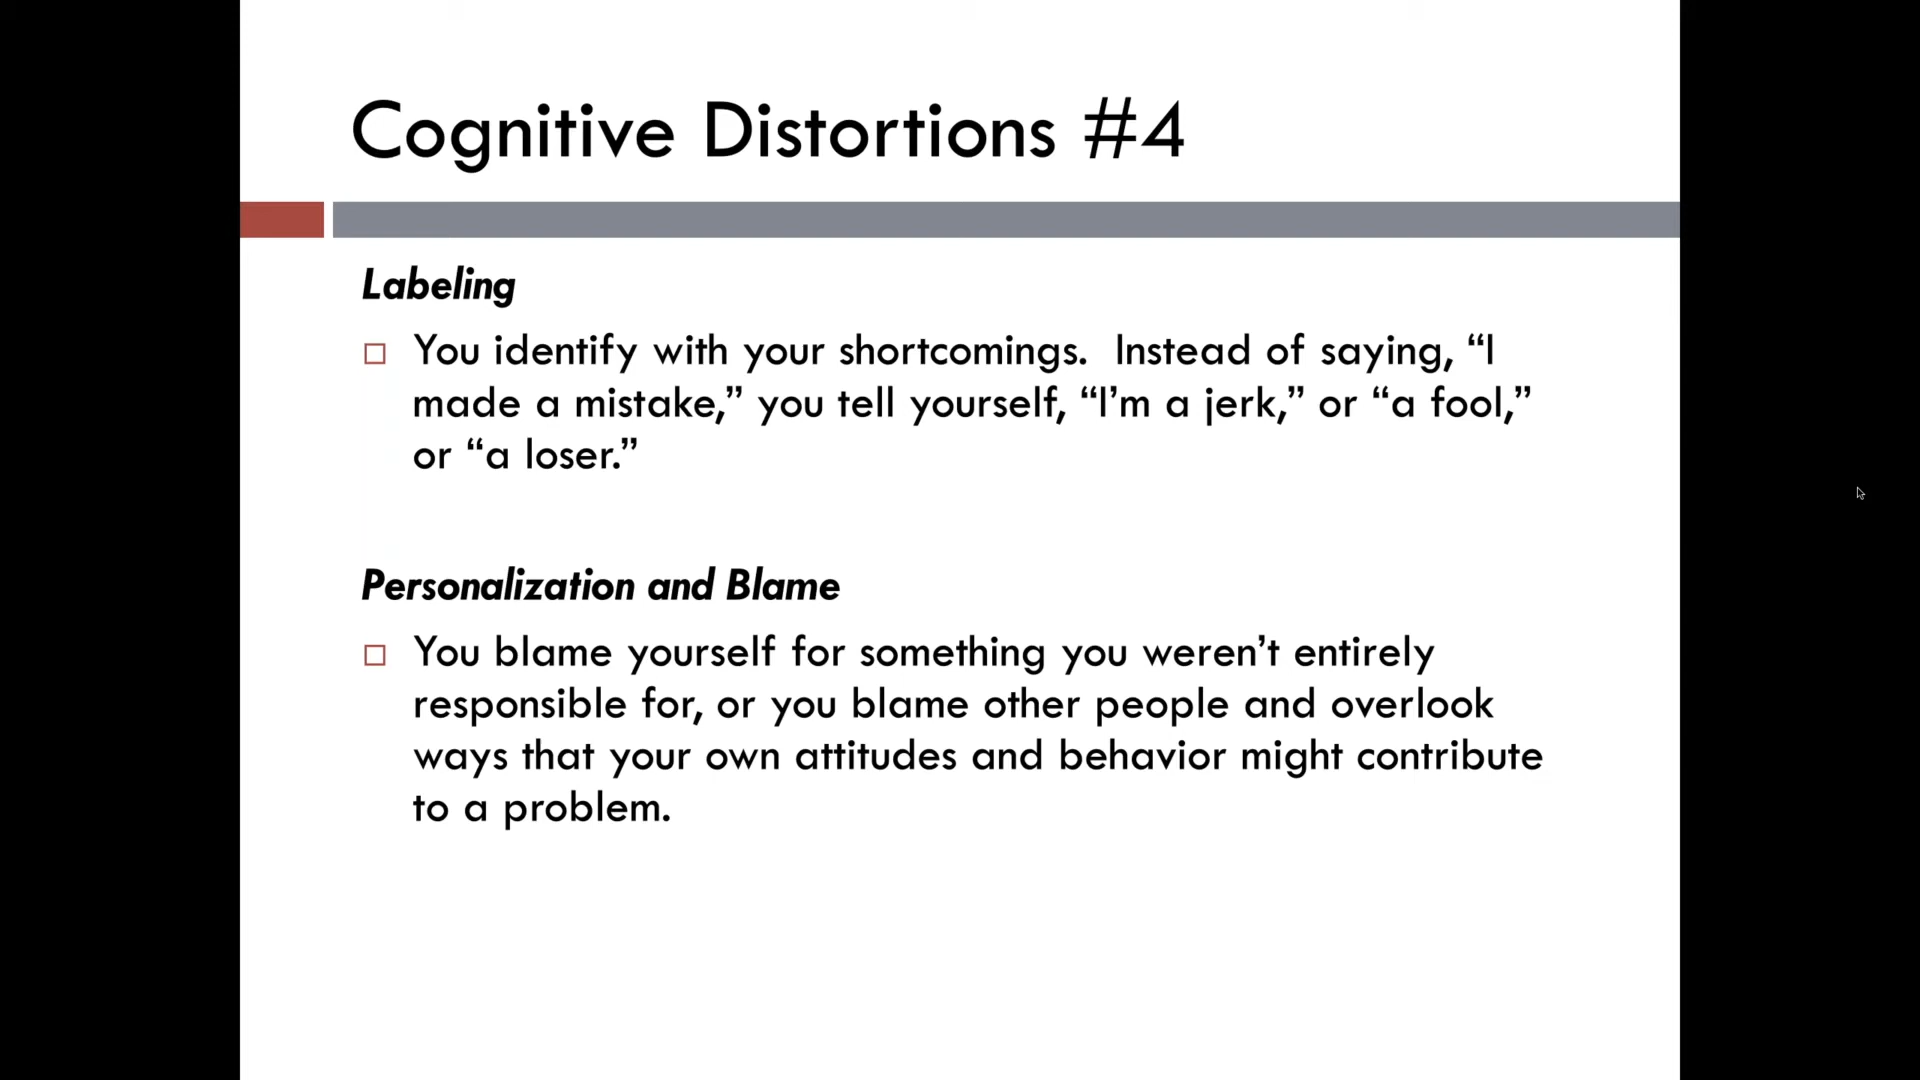 Cognitive Distortions #4
Labeling
You identify with your shortcomings.  Instead of saying, “I
made a mistake,” you tell yourself, “I’m a jerk,” or “a fool,”
or “a loser.”
Personalization and Blame
You blame yourself for something you weren’t entirely
responsible for, or you blame other people and overlook
ways that your own attitudes and behavior might contribute
to a problem.